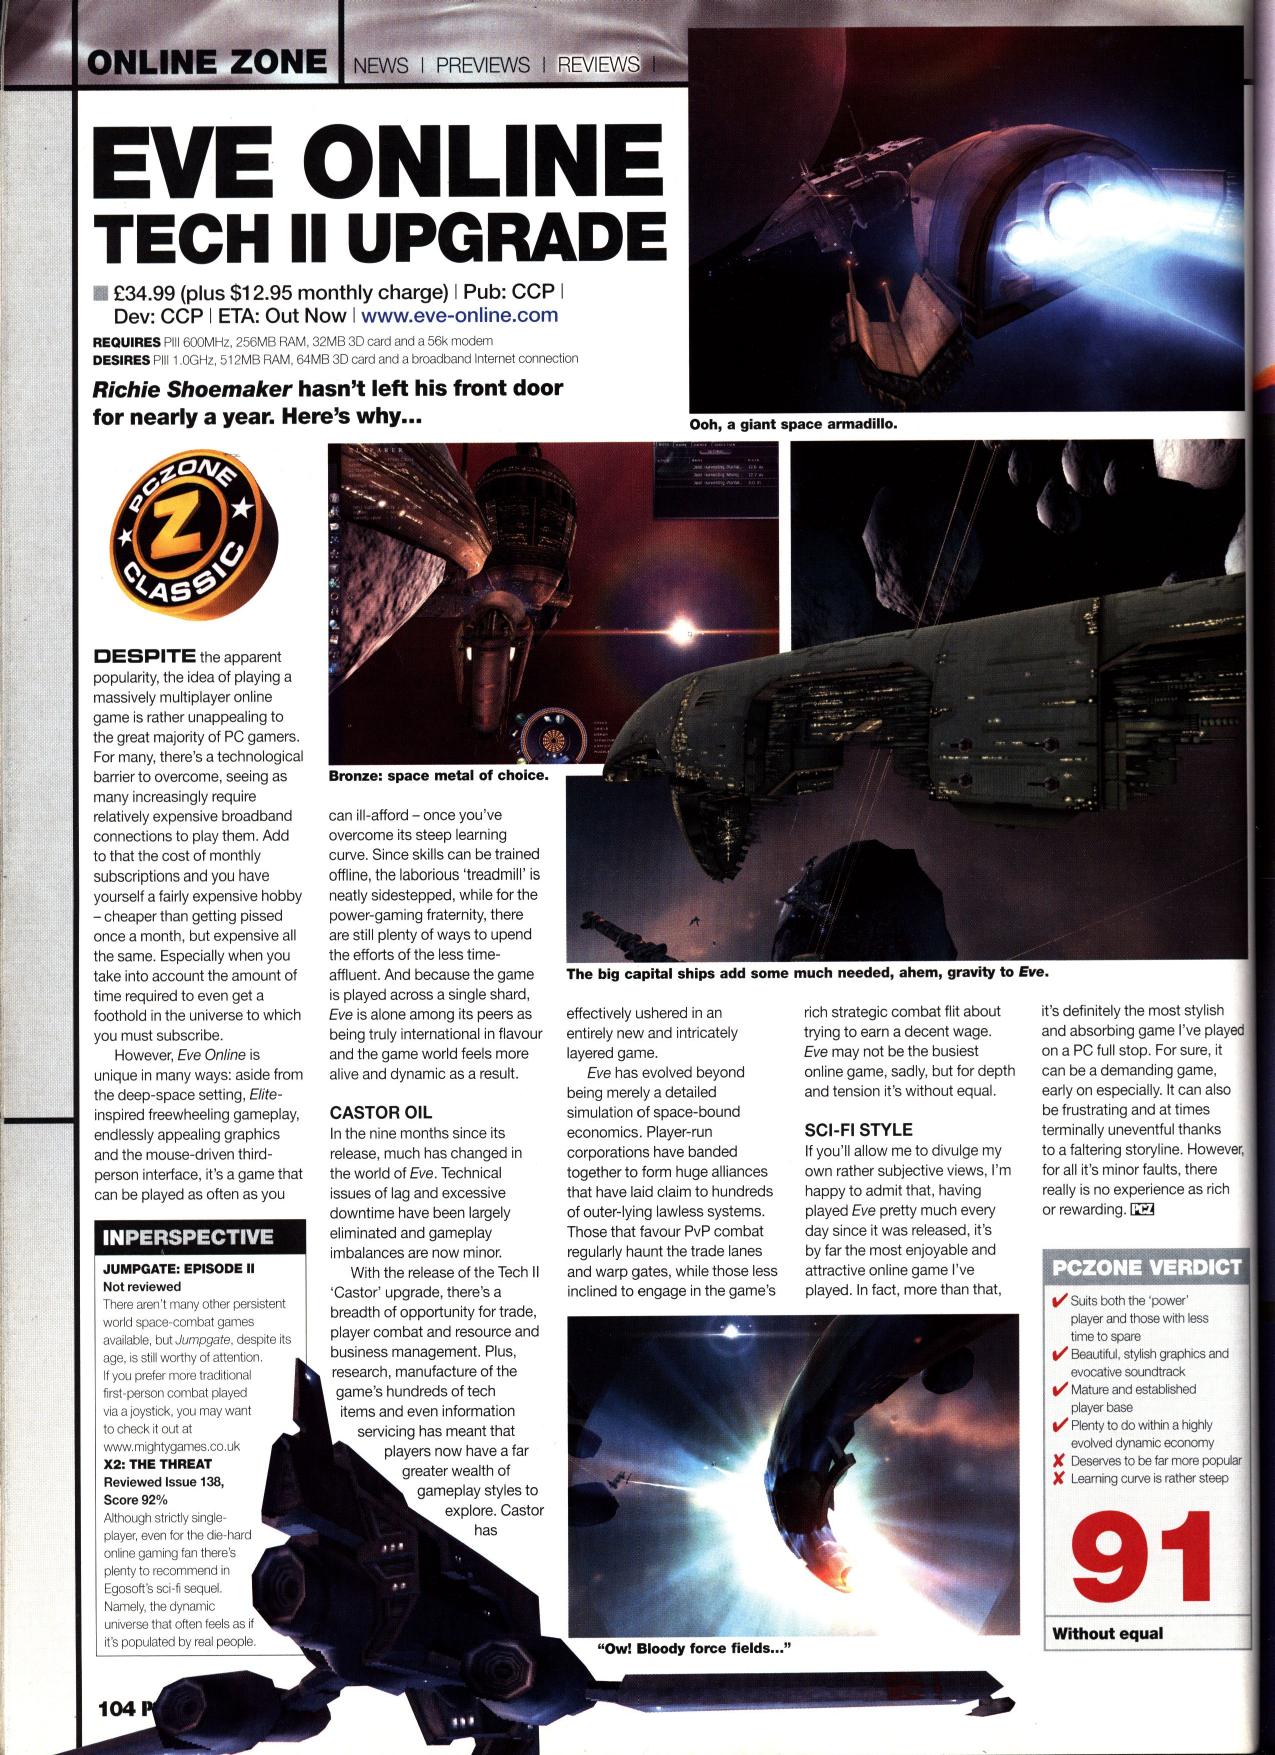 ONLINE ZONE
NEWS | PREVIEWS | REVIEWS |
EVE ONLINE
TECH II UPGRADE
£34.99 (plus $12.95 monthly charge) | Pub: CCP |
Dev: CCP | ETA: Out Now | www.eve-online.com
REQUIRES PIII 600MHz, 256MB RAM, 32MB 3D card and a 56k modem
DESIRES PIII 1.0GHz, 512MB RAM, 64MB 3D card and a broadband Internet connection
Richie Shoemaker hasn't left his front door
for nearly a year. Here's why...
Ooh, a giant space armadillo.
PCZONE
Z
CLASSIC
Bronze: space metal of choice.
The big capital ships add some much needed, ahem, gravity to Eve.
DESPITE the apparent
popularity, the idea of playing a
massively multiplayer online
game is rather unappealing to
the great majority of PC gamers.
For many, there's a technological
barrier to overcome, seeing as
many increasingly require
relatively expensive broadband
connections to play them. Add
to that the cost of monthly
subscriptions and you have
yourself a fairly expensive hobby
– cheaper than getting pissed
once a month, but expensive all
the same. Especially when you
take into account the amount of
time required to even get a
foothold in the universe to which
you must subscribe.
However, Eve Online is
unique in many ways: aside from
the deep-space setting, Elite-
inspired freewheeling gameplay,
endlessly appealing graphics
and the mouse-driven third-
person interface, it's a game that
can be played as often as you
can ill-afford – once you've
overcome its steep learning
curve. Since skills can be trained
offline, the laborious 'treadmill' is
neatly sidestepped, while for the
power-gaming fraternity, there
are still plenty of ways to upend
the efforts of the less time-
affluent. And because the game
is played across a single shard,
Eve is alone among its peers as
being truly international in flavour
and the game world feels more
alive and dynamic as a result.
CASTOR OIL
In the nine months since its
release, much has changed in
the world of Eve. Technical
issues of lag and excessive
downtime have been largely
eliminated and gameplay
imbalances are now minor.
With the release of the Tech II
'Castor' upgrade, there's a
breadth of opportunity for trade,
player combat and resource and
business management. Plus,
research, manufacture of the
game's hundreds of tech
items and even information
servicing has meant that
players now have a far
greater wealth of
gameplay styles to
explore. Castor
has
effectively ushered in an
entirely new and intricately
layered game.
Eve has evolved beyond
being merely a detailed
simulation of space-bound
economics. Player-run
corporations have banded
together to form huge alliances
that have laid claim to hundreds
of outer-lying lawless systems.
Those that favour PvP combat
regularly haunt the trade lanes
and warp gates, while those less
inclined to engage in the game's
rich strategic combat flit about
trying to earn a decent wage.
Eve may not be the busiest
online game, sadly, but for depth
and tension it's without equal.
SCI-FI STYLE
If you'll allow me to divulge my
own rather subjective views, I'm
happy to admit that, having
played Eve pretty much every
day since it was released, it's
by far the most enjoyable and
attractive online game I've
played. In fact, more than that,
it's definitely the most stylish
and absorbing game I've played
on a PC full stop. For sure, it
can be a demanding game,
early on especially. It can also
be frustrating and at times
terminally uneventful thanks
to a faltering storyline. However,
for all it's minor faults, there
really is no experience as rich
or rewarding. PCZ
INPERSPECTIVE
JUMPGATE: EPISODE II
Not reviewed
There aren't many other persistent
world space-combat games
available, but Jumpgate, despite its
age, is still worthy of attention.
If you prefer more traditional
first-person combat played
via a joystick, you may want
to check it out at
www.mightygames.co.uk
X2: THE THREAT
Reviewed Issue 138,
Score 92%
Although strictly single-
player, even for the die-hard
online gaming fan there's
plenty to recommend in
Egosoft's sci-fi sequel.
Namely, the dynamic
universe that often feels as if
it's populated by real people.
"Ow! Bloody force fields..."
PCZONE VERDICT
✔ Suits both the 'power'
player and those with less
time to spare
✔ Beautiful, stylish graphics and
evocative soundtrack
✔ Mature and established
player base
✔ Plenty to do within a highly
evolved dynamic economy
✘ Deserves to be far more popular
✘ Learning curve is rather steep
91
Without equal
104 P